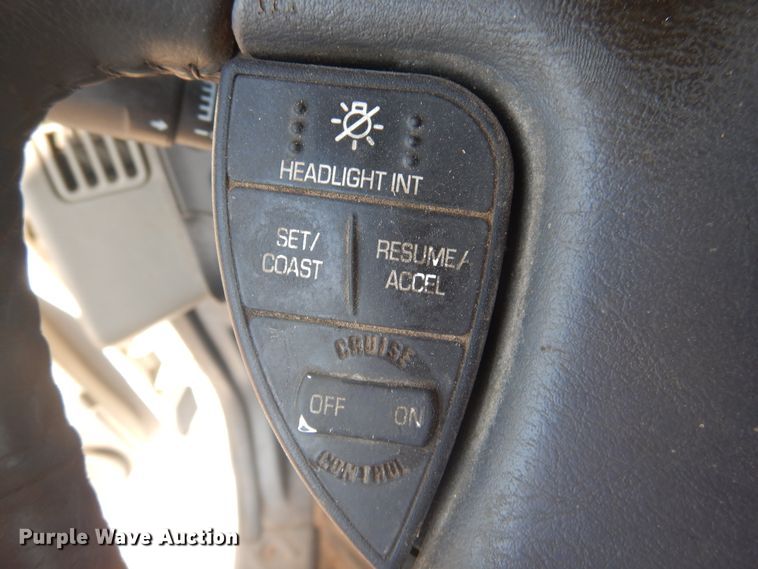 HEADLIGHT INT
SET/
COAST
RESUME/
ACCEL
CRUISE
OFF ON
CONTROL
Purple Wave Auction